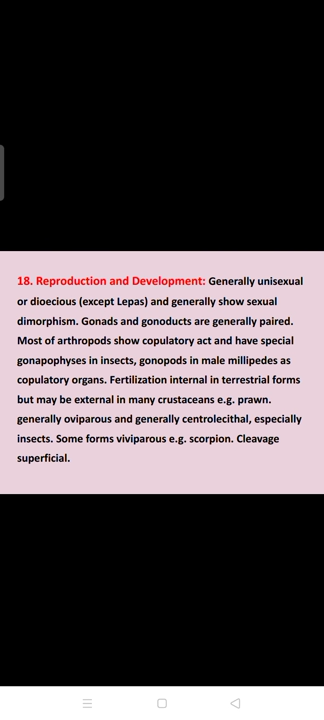 18. Reproduction and Development: Generally unisexual
or dioecious (except Lepas) and generally show sexual
dimorphism. Gonads and gonoducts are generally paired.
Most of arthropods show copulatory act and have special
gonapophyses in insects, gonopods in male millipedes as
copulatory organs. Fertilization internal in terrestrial forms
but may be external in many crustaceans e.g. prawn.
generally oviparous and generally centrolecithal, especially
insects. Some forms viviparous e.g. scorpion. Cleavage
superficial.